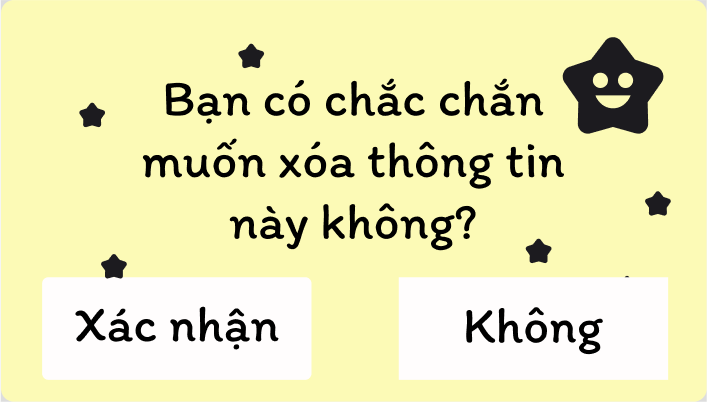 Bạn có chắc chắn
muốn xóa thông tin
này không?
Xác nhận
Không